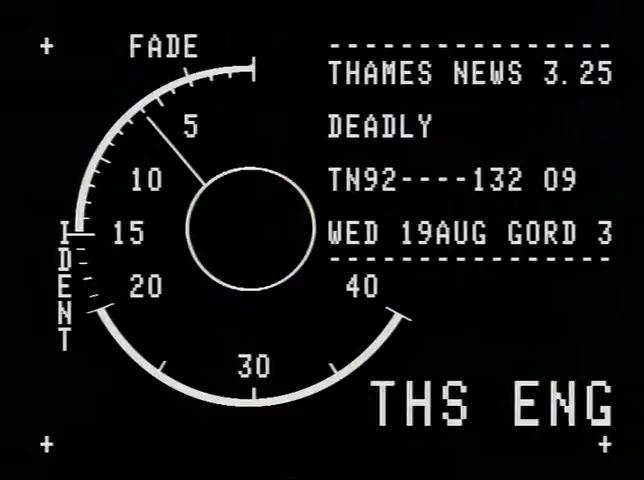 FADE
----------------
THAMES NEWS 3.25
DEADLY
TN92----132 09
WED 19AUG GORD 3
----------------
5
10
15
20
30
40
IDENT
THS ENG